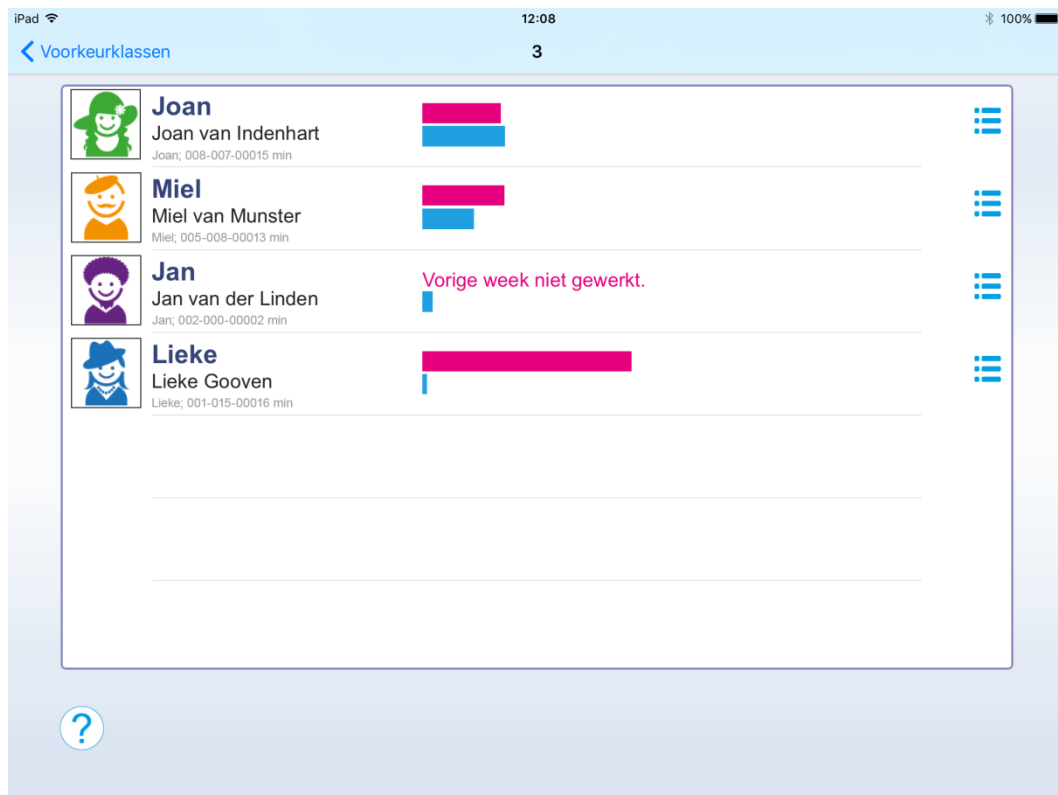 iPad 12:08 100%
Voorkeurklassen 3
Joan
Joan van Indenhart
Joan; 008-007-00015 min
Miel
Miel van Munster
Miel; 005-008-00013 min
Jan
Vorige week niet gewerkt.
Jan van der Linden
Jan; 002-000-00002 min
Lieke
Lieke Gooven
Lieke; 001-015-00016 min
?